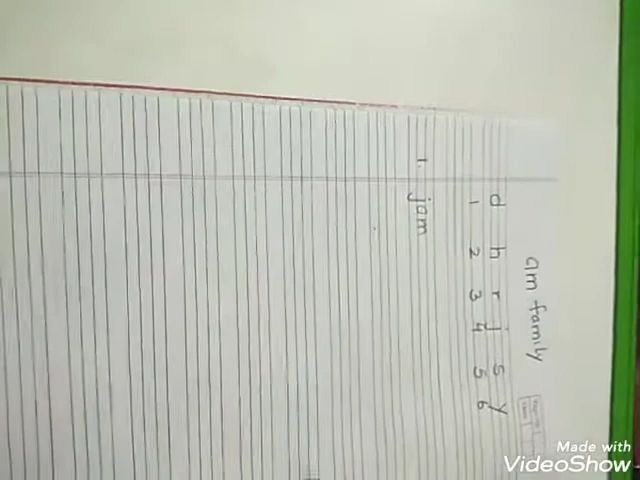 am family
d h r j s y
1 2 3 4 5 6
1. jam
Made with
VideoShow